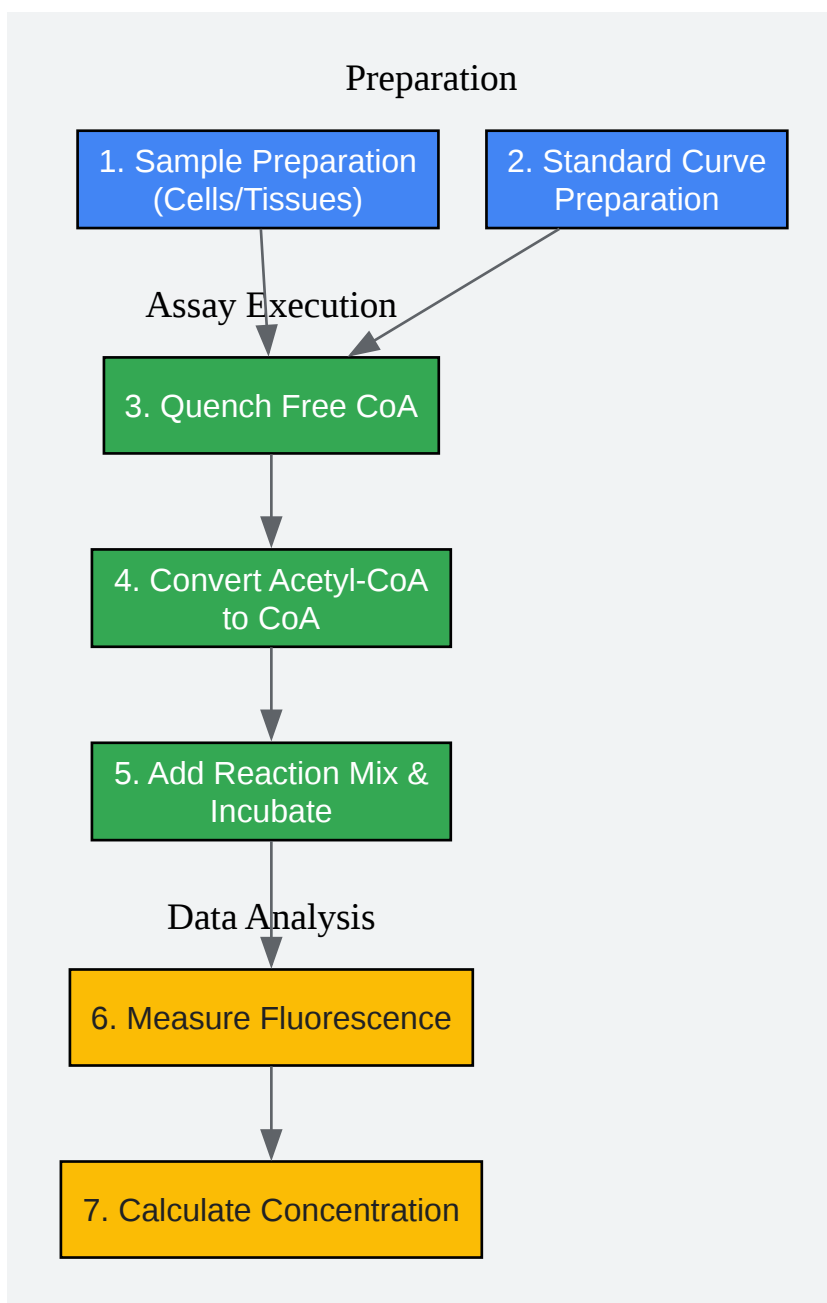 Preparation
1. Sample Preparation
(Cells/Tissues)
2. Standard Curve
Preparation
Assay Execution
3. Quench Free CoA
4. Convert Acetyl-CoA
to CoA
5. Add Reaction Mix &
Incubate
Data Analysis
6. Measure Fluorescence
7. Calculate Concentration